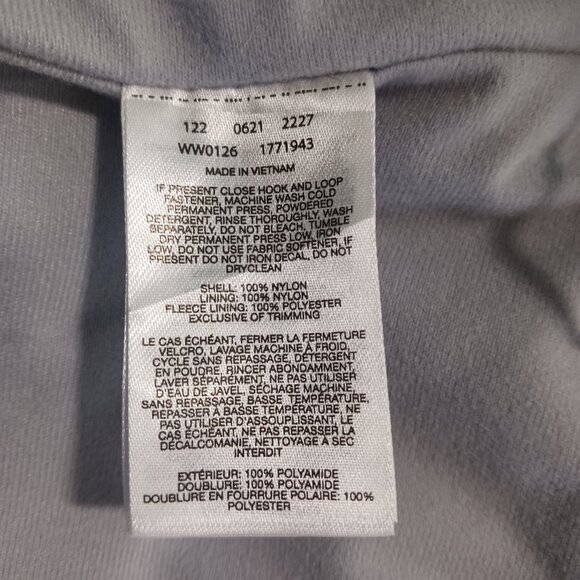 122 0621 2227
WW0126 1771943
MADE IN VIETNAM
IF PRESENT CLOSE HOOK AND LOOP
FASTENER, MACHINE WASH COLD
PERMANENT PRESS, POWDERED
DETERGENT, RINSE THOROUGHLY, WASH
SEPARATELY, DO NOT BLEACH, TUMBLE
DRY PERMANENT PRESS LOW, IRON
LOW, DO NOT USE FABRIC SOFTENER, IF
PRESENT DO NOT IRON DECAL, DO NOT
DRYCLEAN
SHELL: 100% NYLON
LINING: 100% NYLON
FLEECE LINING: 100% POLYESTER
EXCLUSIVE OF TRIMMING
LE CAS ÉCHÉANT, FERMER LA FERMETURE
VELCRO, LAVAGE MACHINE À FROID,
CYCLE SANS REPASSAGE, DÉTERGENT
EN POUDRE, RINCER ABONDAMMENT,
LAVER SÉPARÉMENT, NE PAS UTILISER
D'EAU DE JAVEL, SÉCHAGE MACHINE,
SANS REPASSAGE, BASSE TEMPÉRATURE,
REPASSER À BASSE TEMPÉRATURE, NE
PAS UTILISER D'ASSOUPLISSANT, LE
CAS ÉCHÉANT, NE PAS REPASSER LA
DÉCALCOMANIE, NETTOYAGE À SEC
INTERDIT
EXTÉRIEUR: 100% POLYAMIDE
DOUBLURE: 100% POLYAMIDE
DOUBLURE EN FOURRURE POLAIRE: 100%
POLYESTER